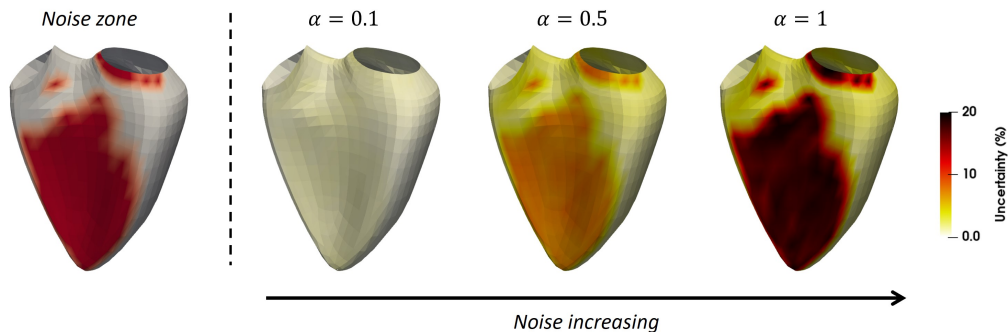 Noise zone
α = 0.1
α = 0.5
α = 1
20
10
0.0
Uncertainty (%)
Noise increasing